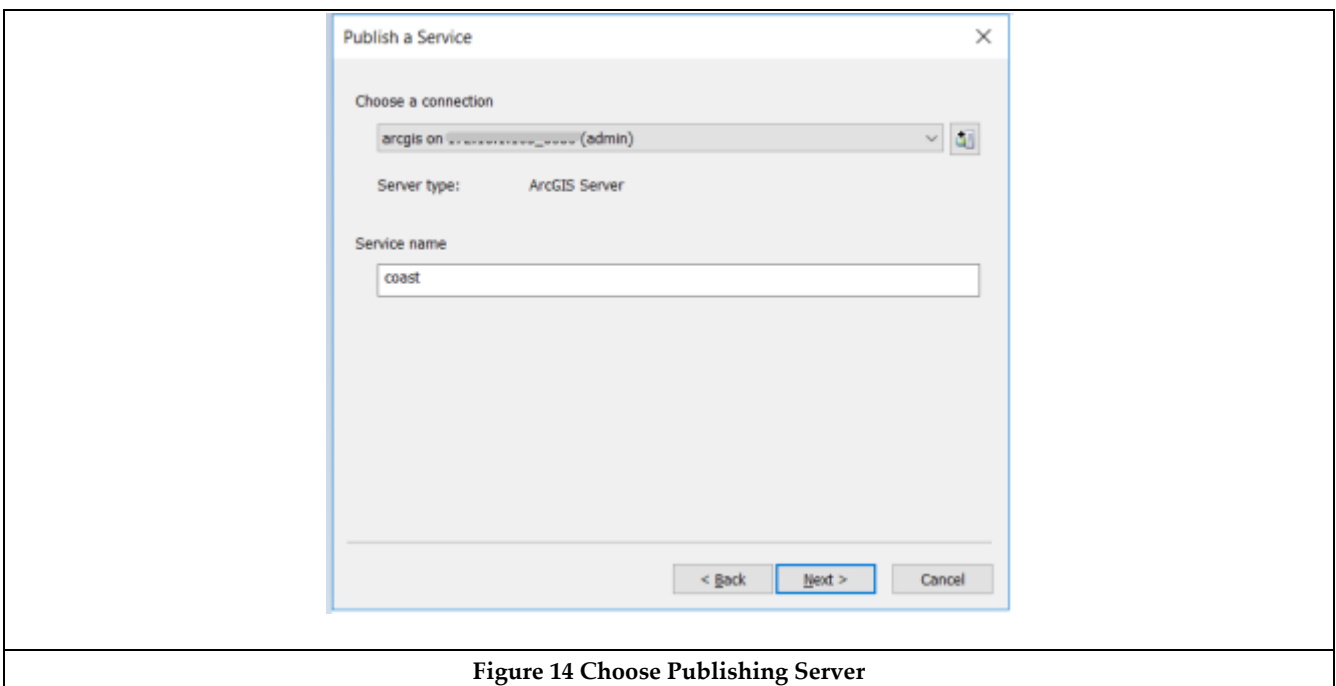 Publish a Service
Choose a connection
arcgis on (admin)
Server type: ArcGIS Server
Service name
coast
< Back Next > Cancel
Figure 14 Choose Publishing Server